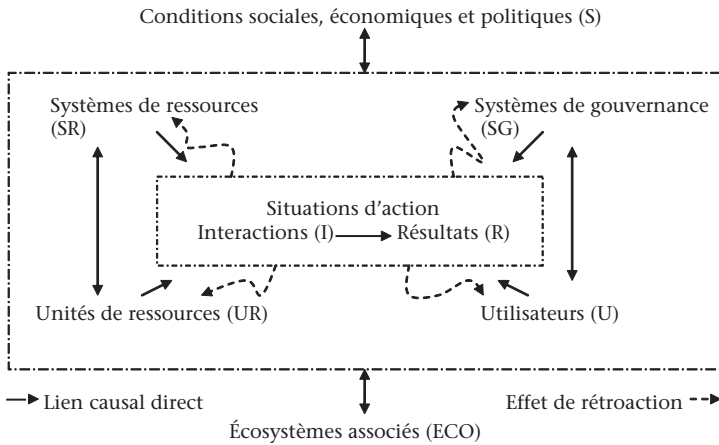 Conditions sociales, économiques et politiques (S)
Systèmes de ressources
(SR)
Systèmes de gouvernance
(SG)
Situations d’action
Interactions (I)
Résultats (R)
Unités de ressources (UR)
Utilisateurs (U)
Lien causal direct
Effet de rétroaction
Écosystèmes associés (ECO)